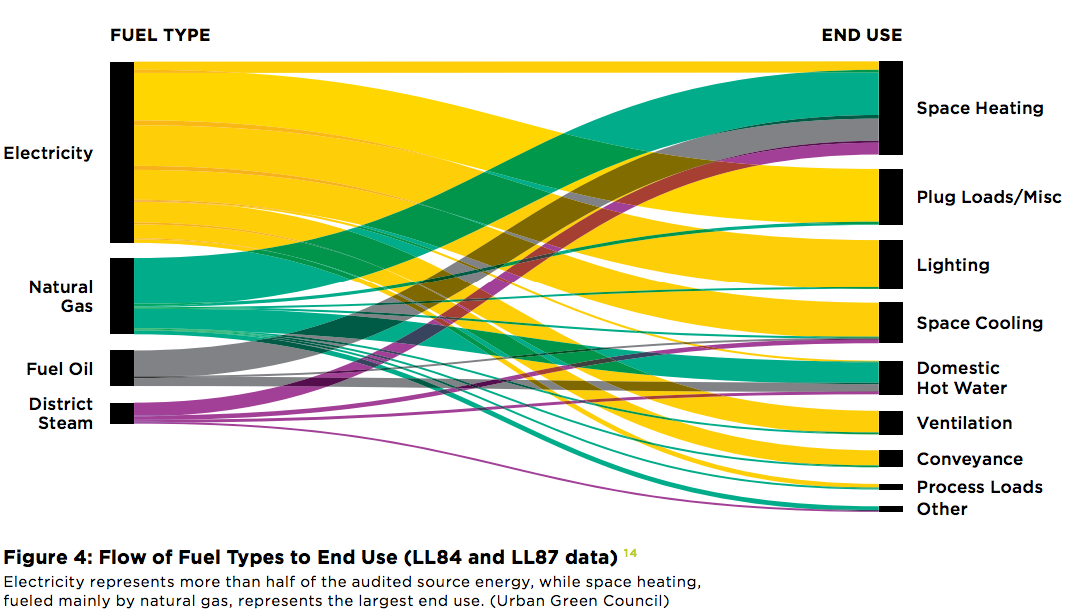 FUEL TYPE
END USE
Electricity
Natural
Gas
Fuel Oil
District
Steam
Space Heating
Plug Loads/Misc
Lighting
Space Cooling
Domestic
Hot Water
Ventilation
Conveyance
Process Loads
Other
Figure 4: Flow of Fuel Types to End Use (LL84 and LL87 data) 14
Electricity represents more than half of the audited source energy, while space heating,
fueled mainly by natural gas, represents the largest end use. (Urban Green Council)